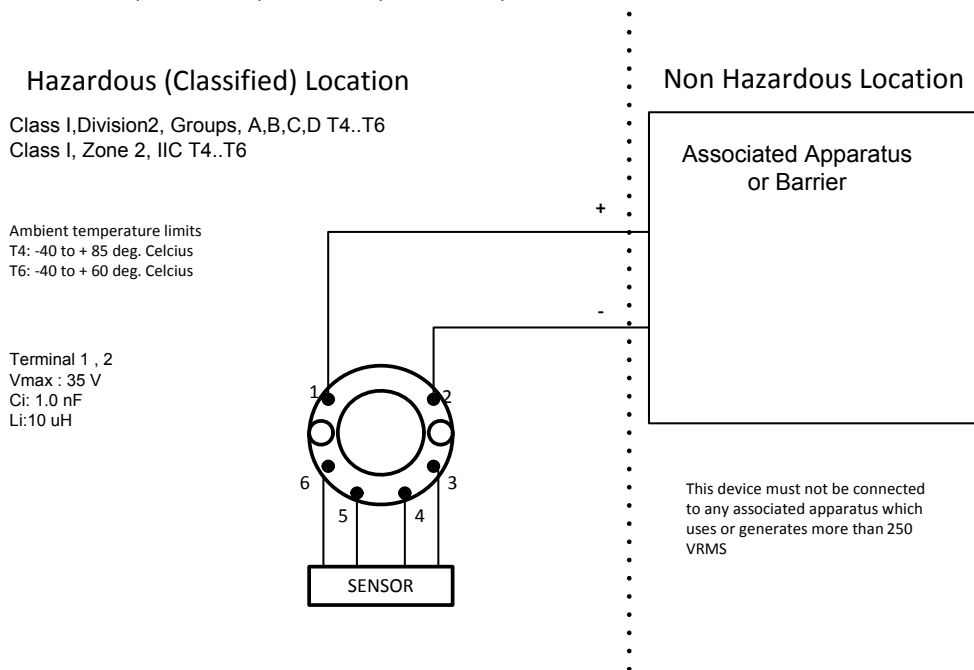 Hazardous (Classified) Location
Class I,Division2, Groups, A,B,C,D T4..T6
Class I, Zone 2, IIC T4..T6
Ambient temperature limits
T4: -40 to + 85 deg. Celcius
T6: -40 to + 60 deg. Celcius
Terminal 1 , 2
Vmax : 35 V
Ci: 1.0 nF
Li:10 uH
+
-
1
2
6
3
5
4
SENSOR
Non Hazardous Location
Associated Apparatus
or Barrier
This device must not be connected
to any associated apparatus which
uses or generates more than 250
VRMS